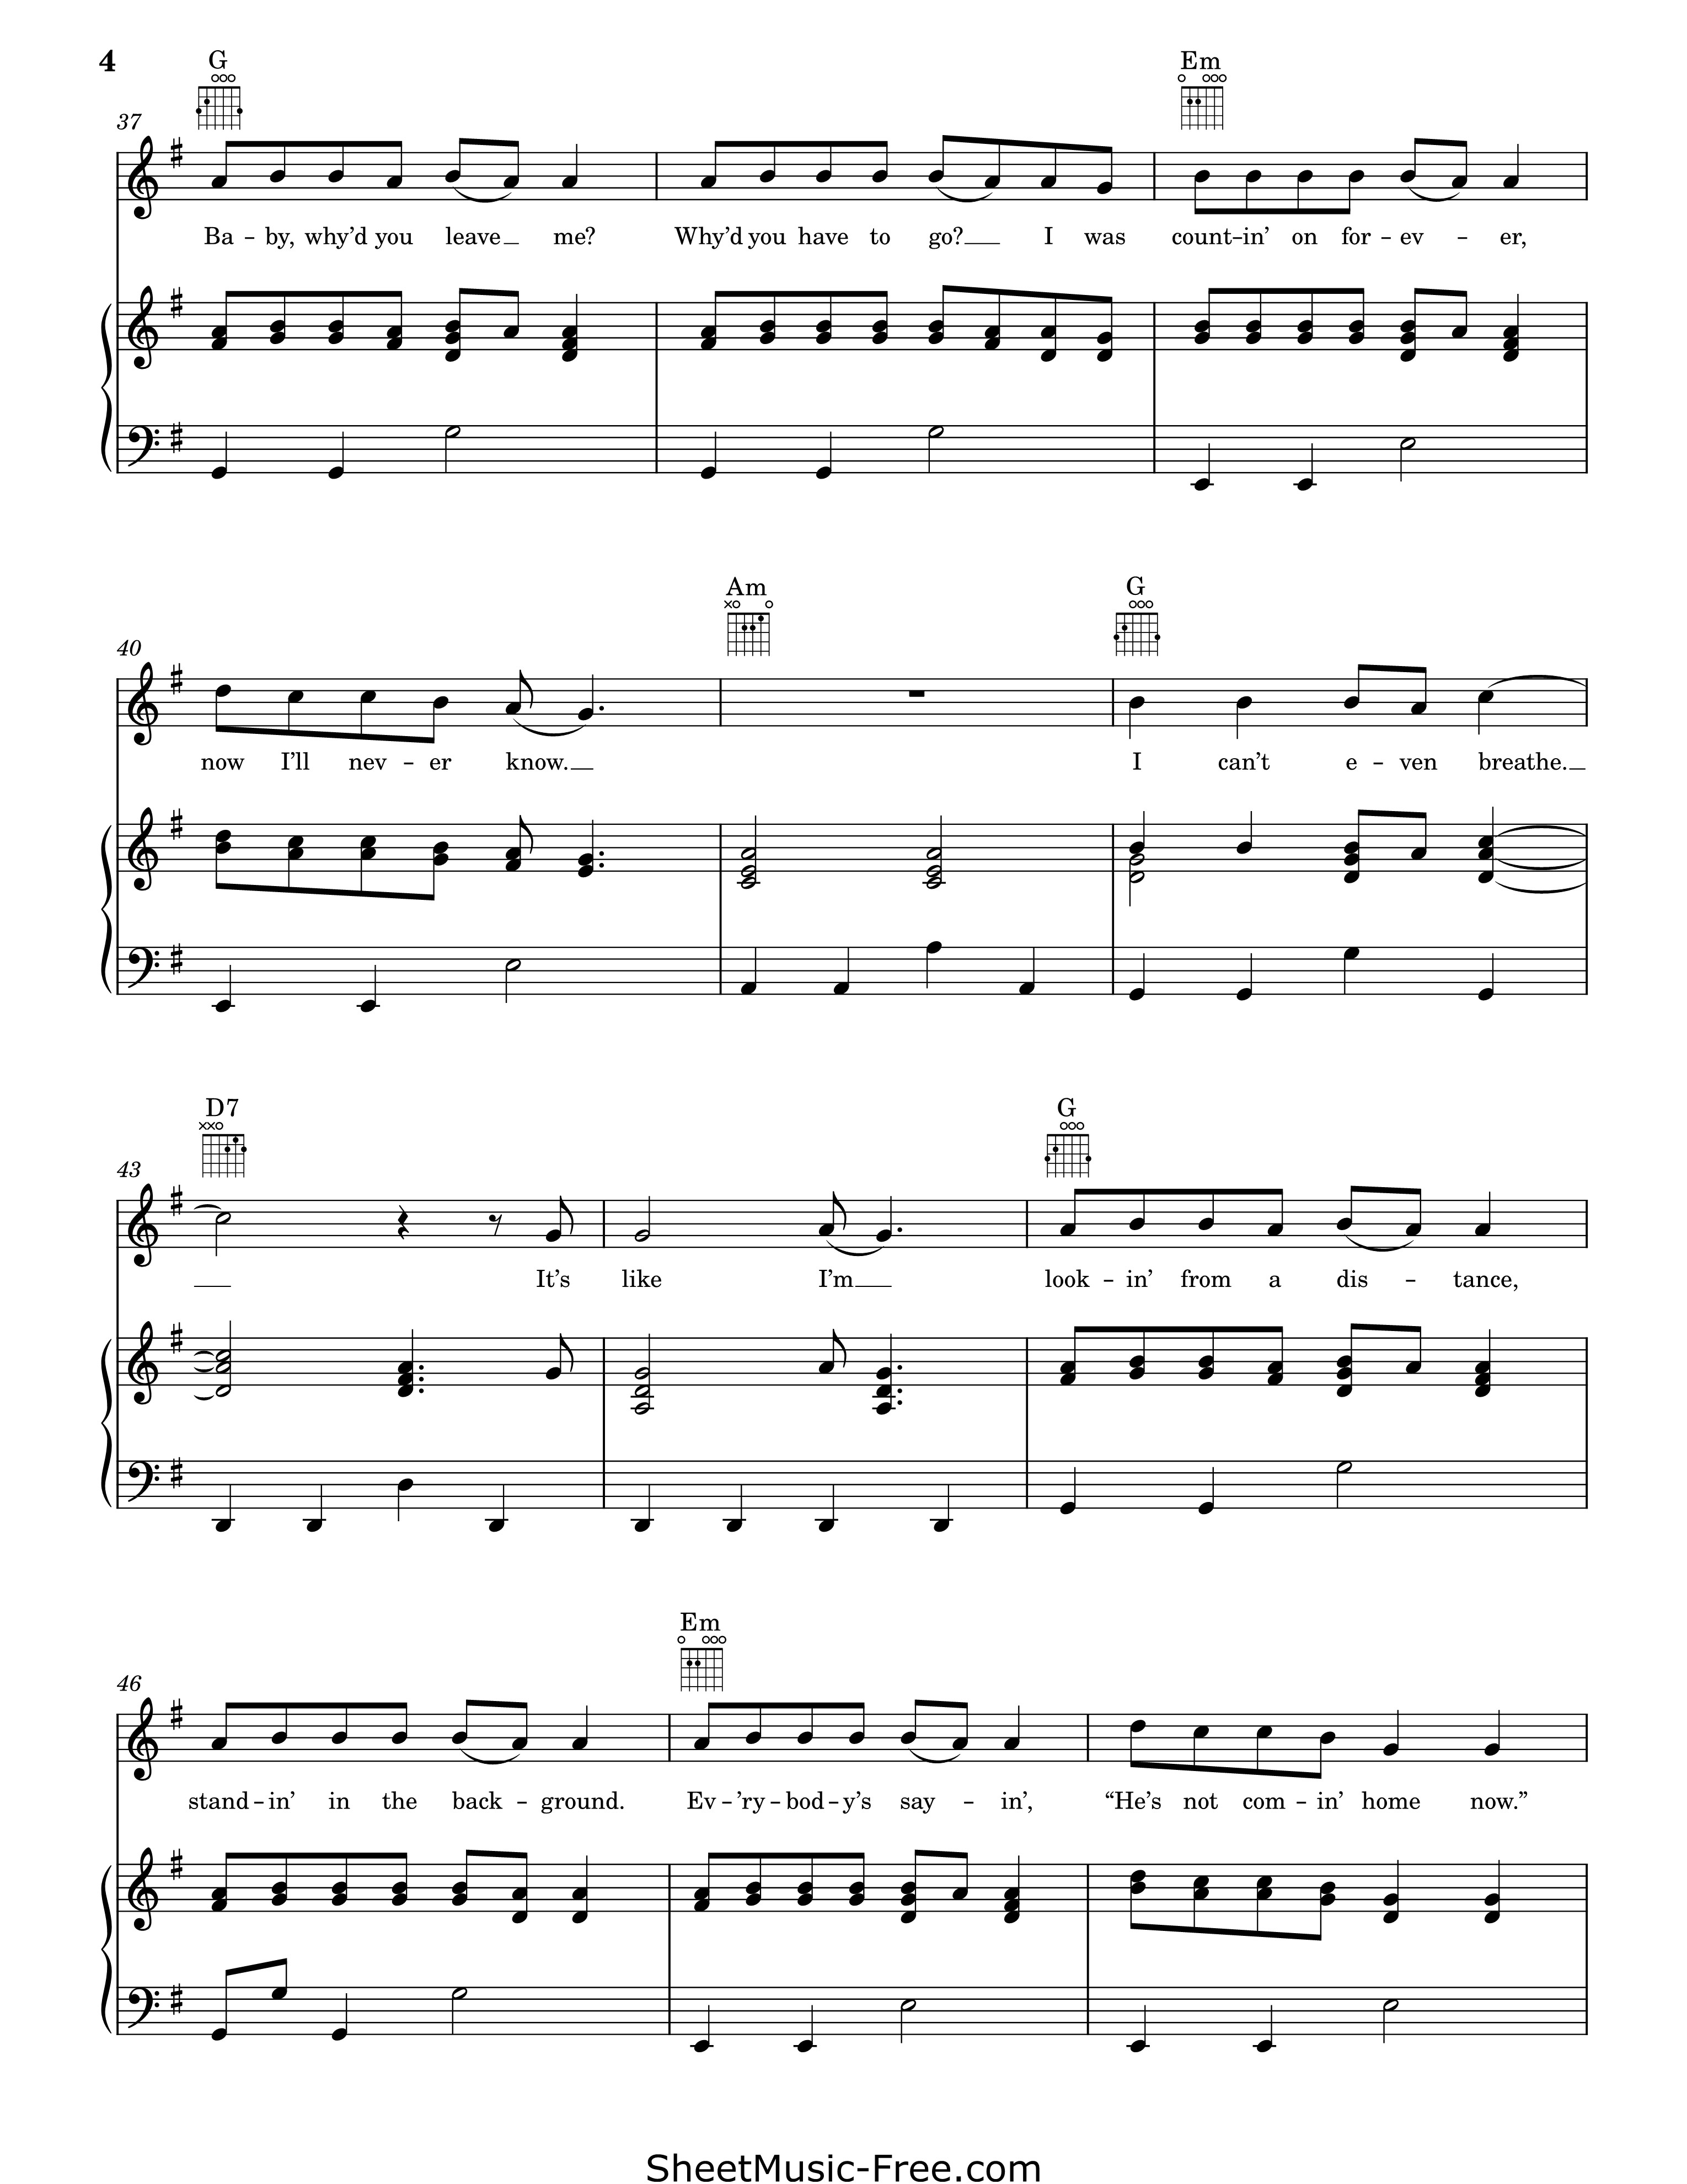 4
G Em
37
Ba - by, why’d you leave me? Why’d you have to go? I was count-in’ on for - ev - er,
Am G
40
now I’ll nev - er know. I can’t e - ven breathe.
D7 G
43
It’s like I’m look - in’ from a dis - tance,
Em
46
stand-in’ in the back - ground. Ev-’ry-bod-y’s say - in’, “He’s not com - in’ home now.”
SheetMusic-Free.com